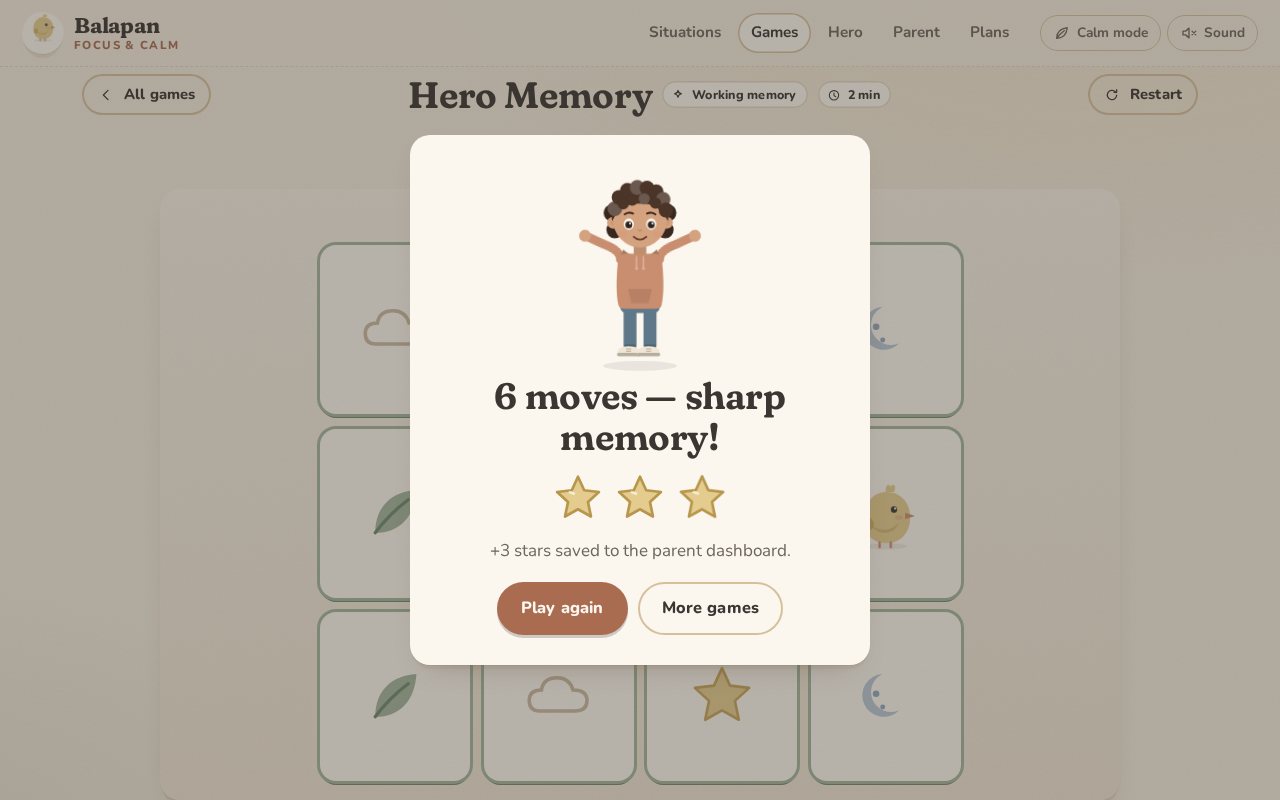 Balapan
FOCUS & CALM
Situations
Games
Hero
Parent
Plans
Calm mode
Sound
All games
Hero Memory
Working memory
2 min
Restart
6 moves — sharp
memory!
+3 stars saved to the parent dashboard.
Play again
More games